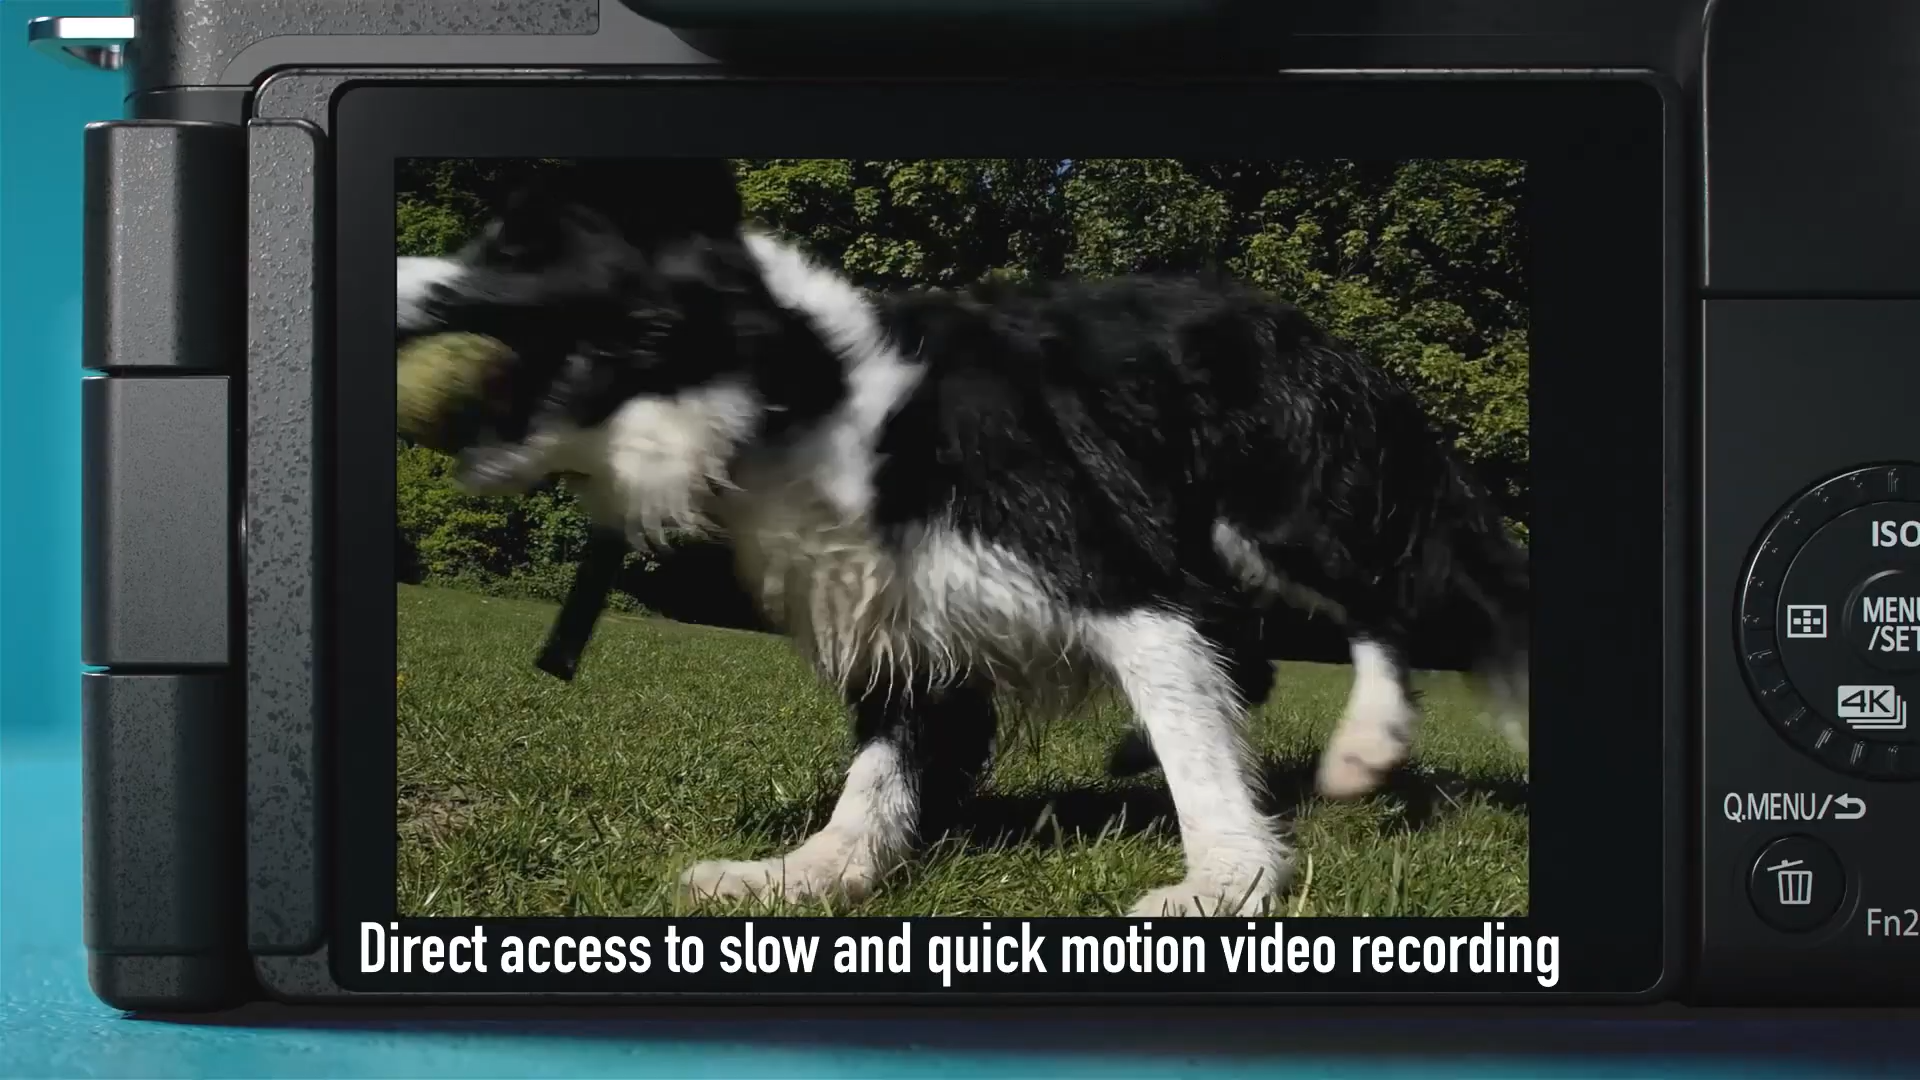 ISO
MENU
/SET
4K
Q.MENU/
Fn2
Direct access to slow and quick motion video recording